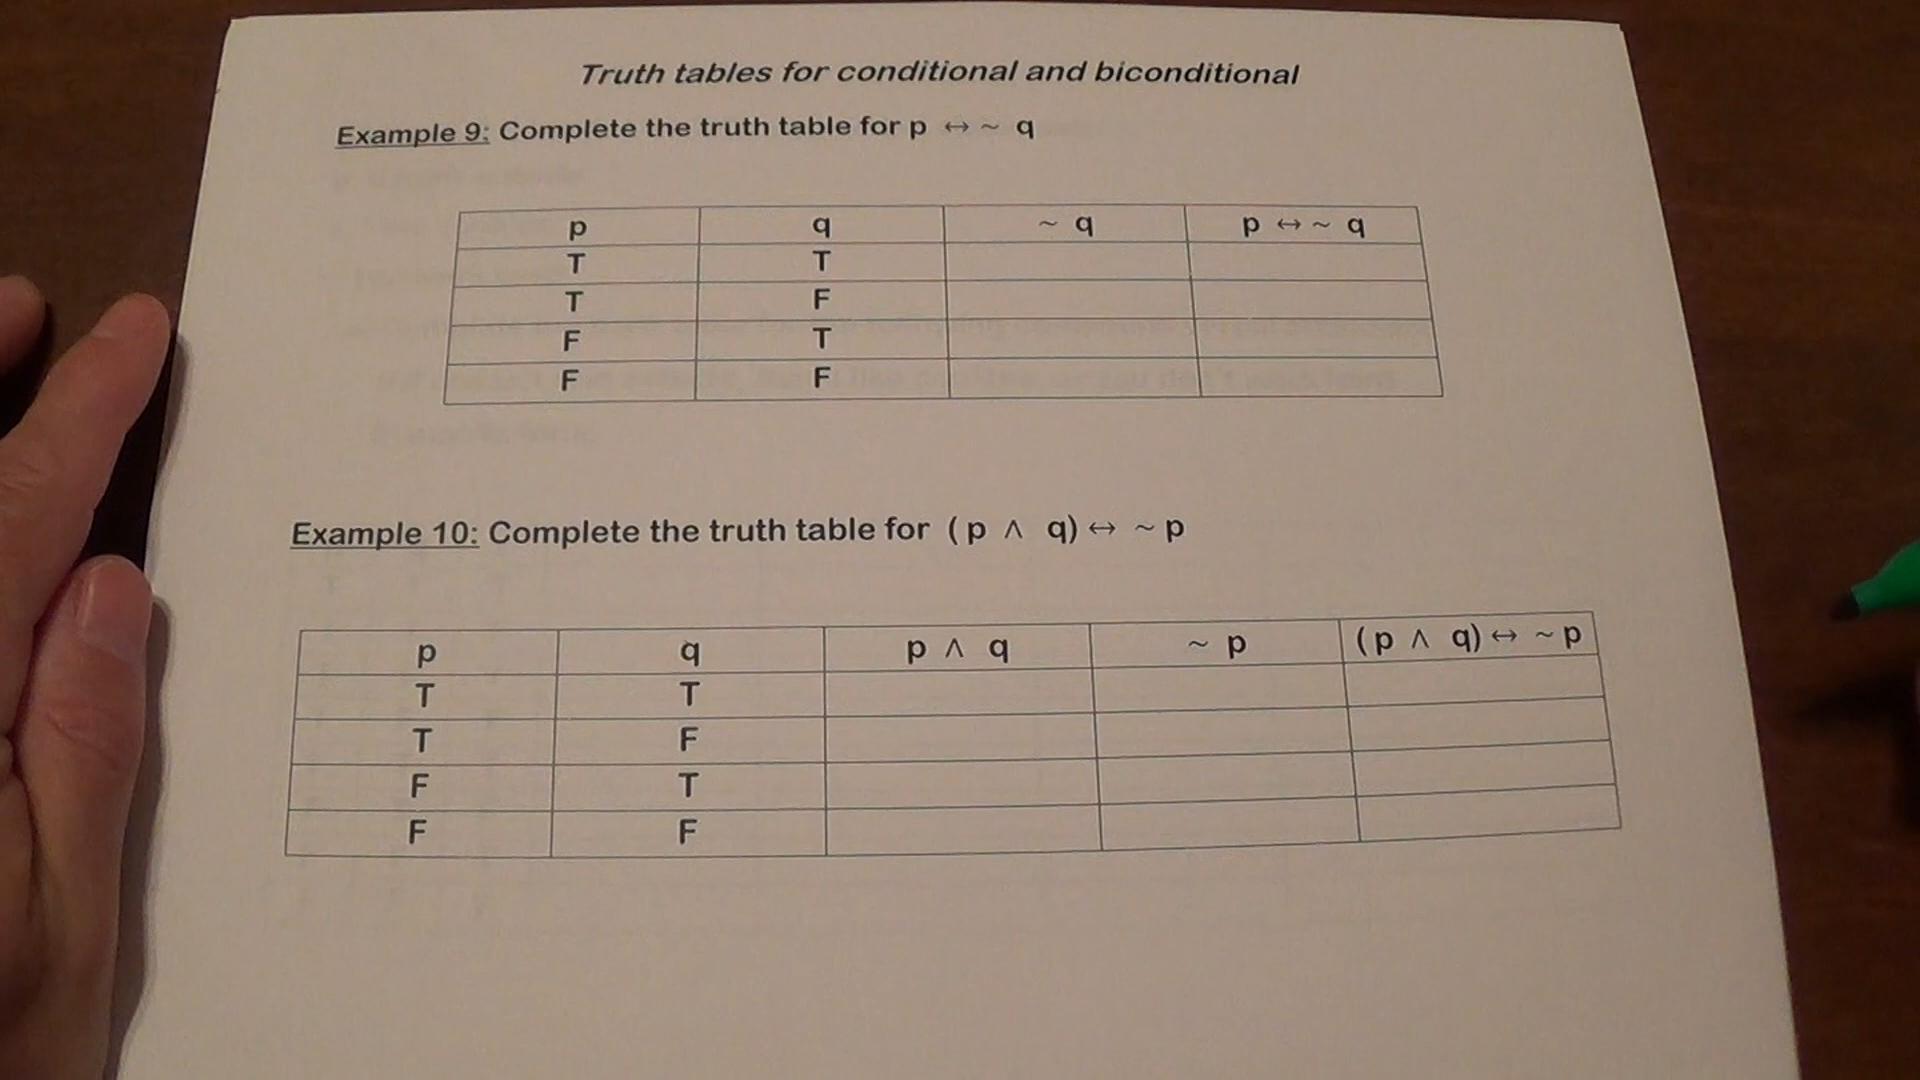 Truth tables for conditional and biconditional
Example 9: Complete the truth table for p ↔ ~ q
p q ~ q p ↔ ~ q
T T
T F
F T
F F
Example 10: Complete the truth table for ( p ∧ q) ↔ ~ p
p q p ∧ q ~ p ( p ∧ q) ↔ ~ p
T T
T F
F T
F F